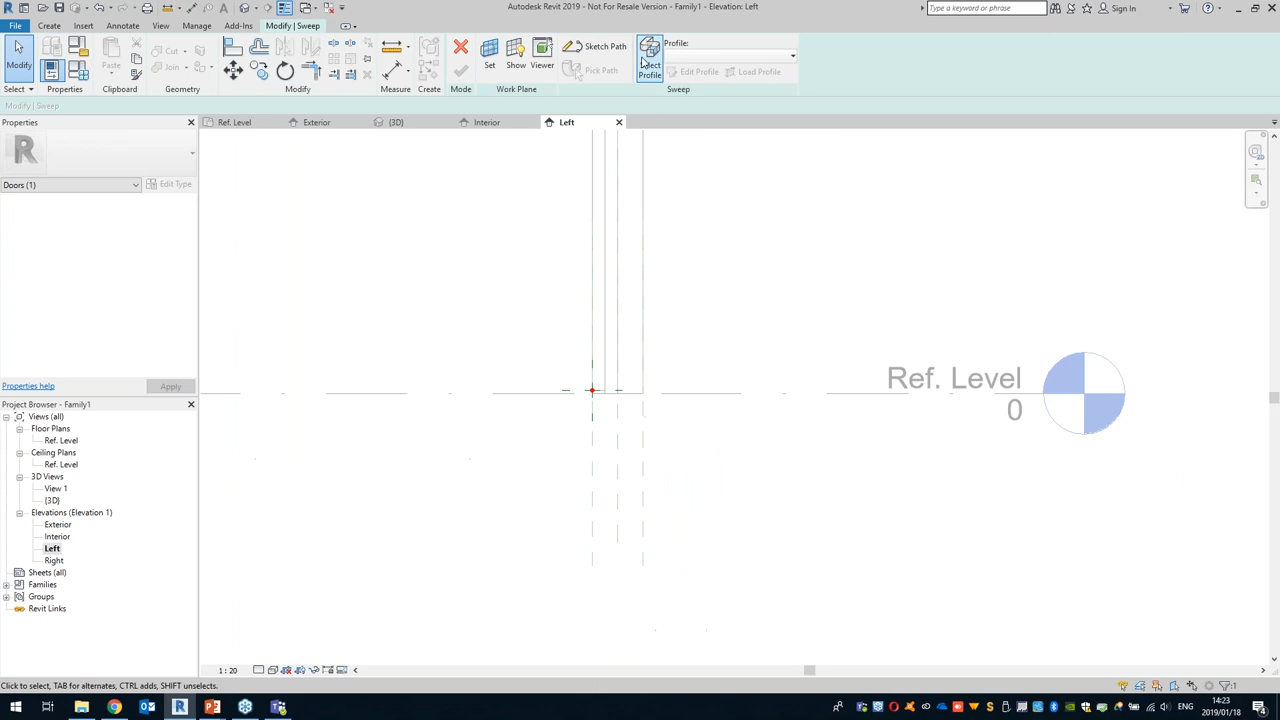 Autodesk Revit 2019 - Not For Resale Version - Family1 - Elevation: Left
Type a keyword or phrase
Sign In
File Create Insert Annotate View Manage Add-Ins Modify | Sweep
Modify
Paste
Cut
Join
Set Show Viewer
Sketch Path
Pick Path
Select
Profile
Profile:
Edit Profile
Load Profile
Select Properties Clipboard Geometry Modify Measure Create Mode Work Plane Sweep
Modify | Sweep
Properties
Ref. Level
Exterior
{3D}
Interior
Left
Doors (1)
Edit Type
Properties help
Apply
Project Browser - Family1
Views (all)
Floor Plans
Ref. Level
Ceiling Plans
Ref. Level
3D Views
View 1
{3D}
Elevations (Elevation 1)
Exterior
Interior
Left
Right
Sheets (all)
Families
Groups
Revit Links
Ref. Level
0
1 : 20
Click to select, TAB for alternates, CTRL adds, SHIFT unselects.
:1
14:23
2019/01/18